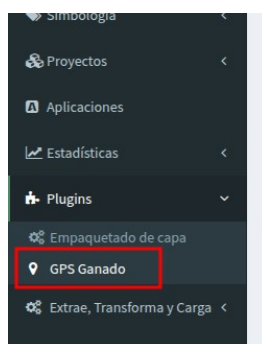 Simbología
Proyectos
Aplicaciones
Estadísticas
Plugins
Empaquetado de capa
GPS Ganado
Extrae, Transforma y Carga